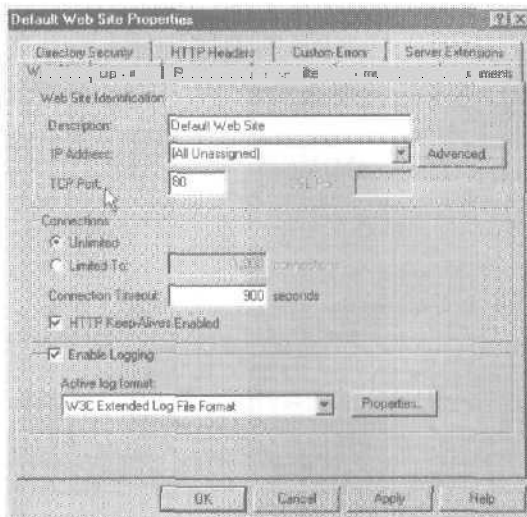 Default Web Site Properties
Directory Security HTTP Headers Custom Errors Server Extensions
Web Site Identification
Description: Default Web Site
IP Address: (All Unassigned) Advanced...
TCP Port: 80
Connections
Unlimited
Limited To: 1,000 connections
Connection Timeout: 900 seconds
HTTP Keep-Alives Enabled
Enable Logging
Active log format:
W3C Extended Log File Format Properties...
OK Cancel Apply Help